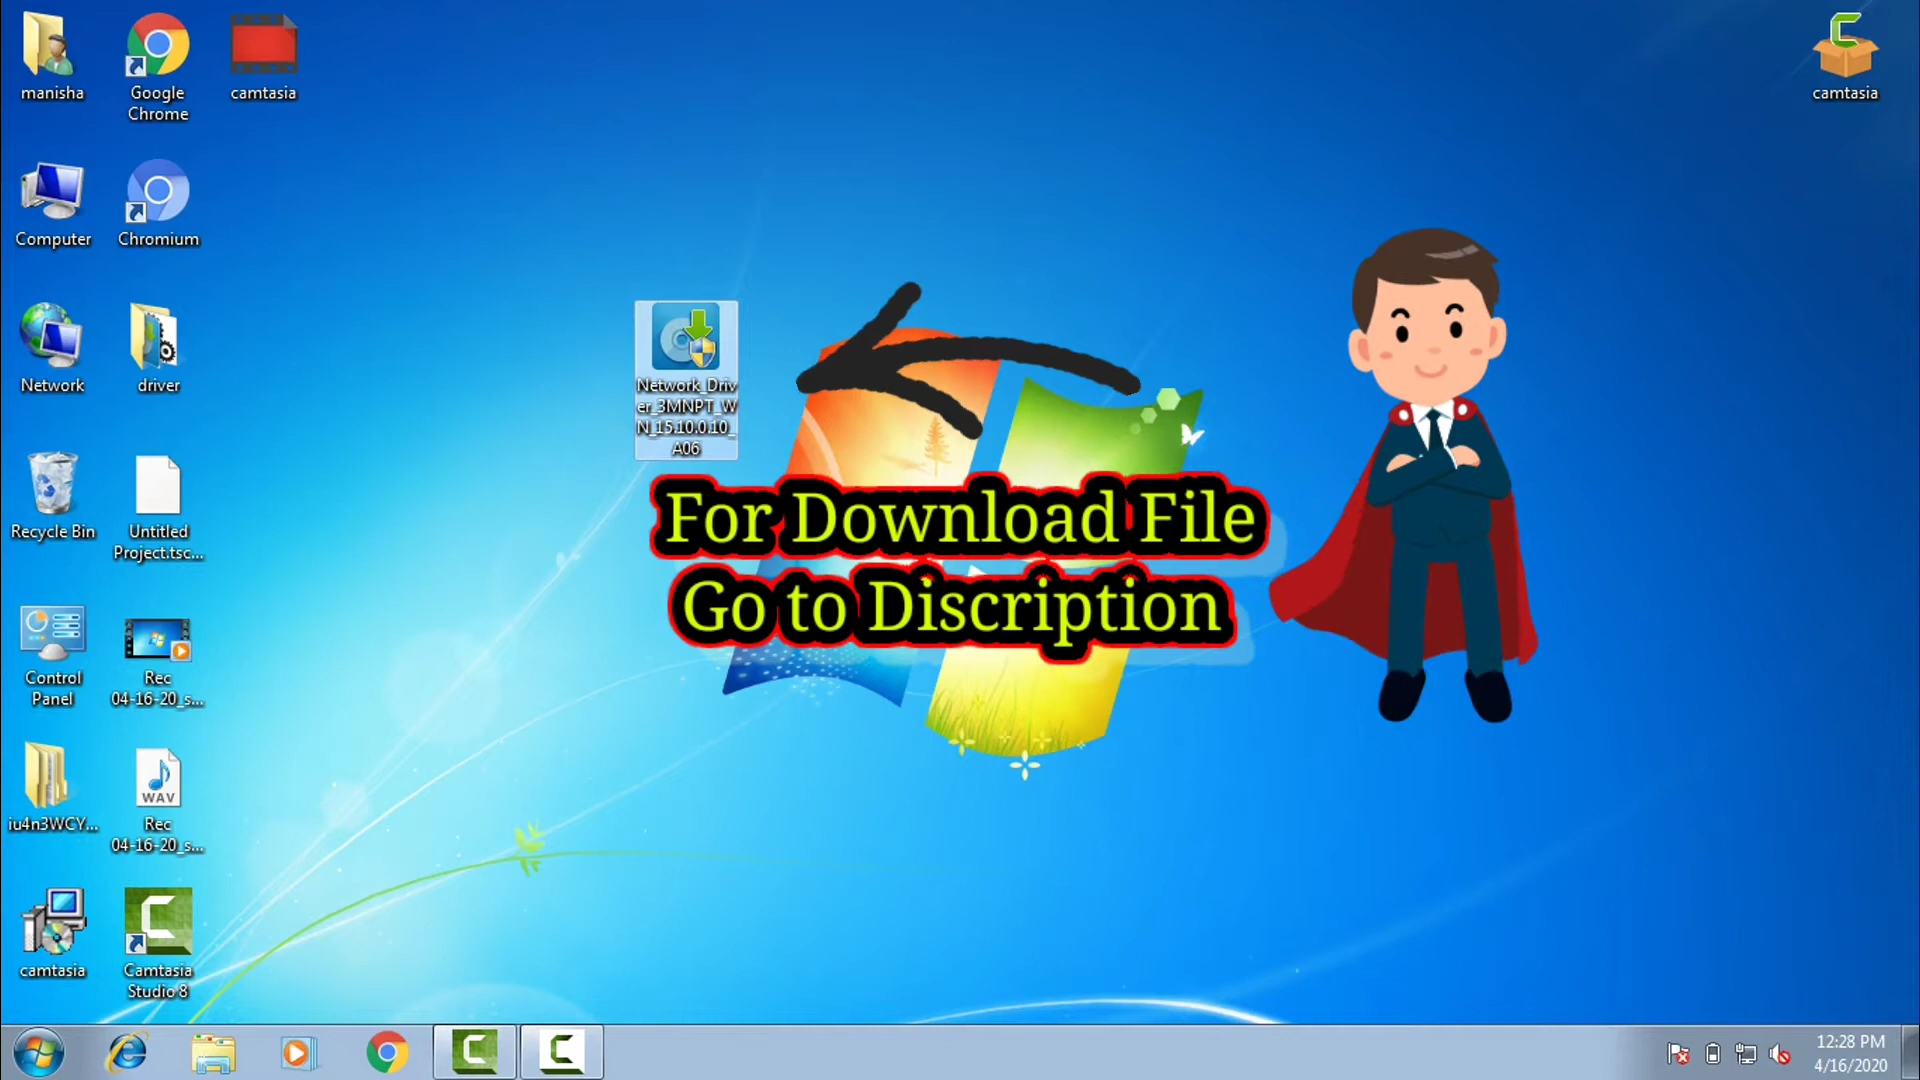 manisha
Google
Chrome
camtasia
camtasia
Computer
Chromium
Network
driver
Network_Driv
er_3MNPT_W
N_15.10.0.10_
A06
Recycle Bin
Untitled
Project.tsc...
For Download File
Go to Discription
Control
Panel
Rec
04-16-20_s...
iu4n3WCY...
WAV
Rec
04-16-20_s...
camtasia
Camtasia
Studio 8
12:28 PM
4/16/2020